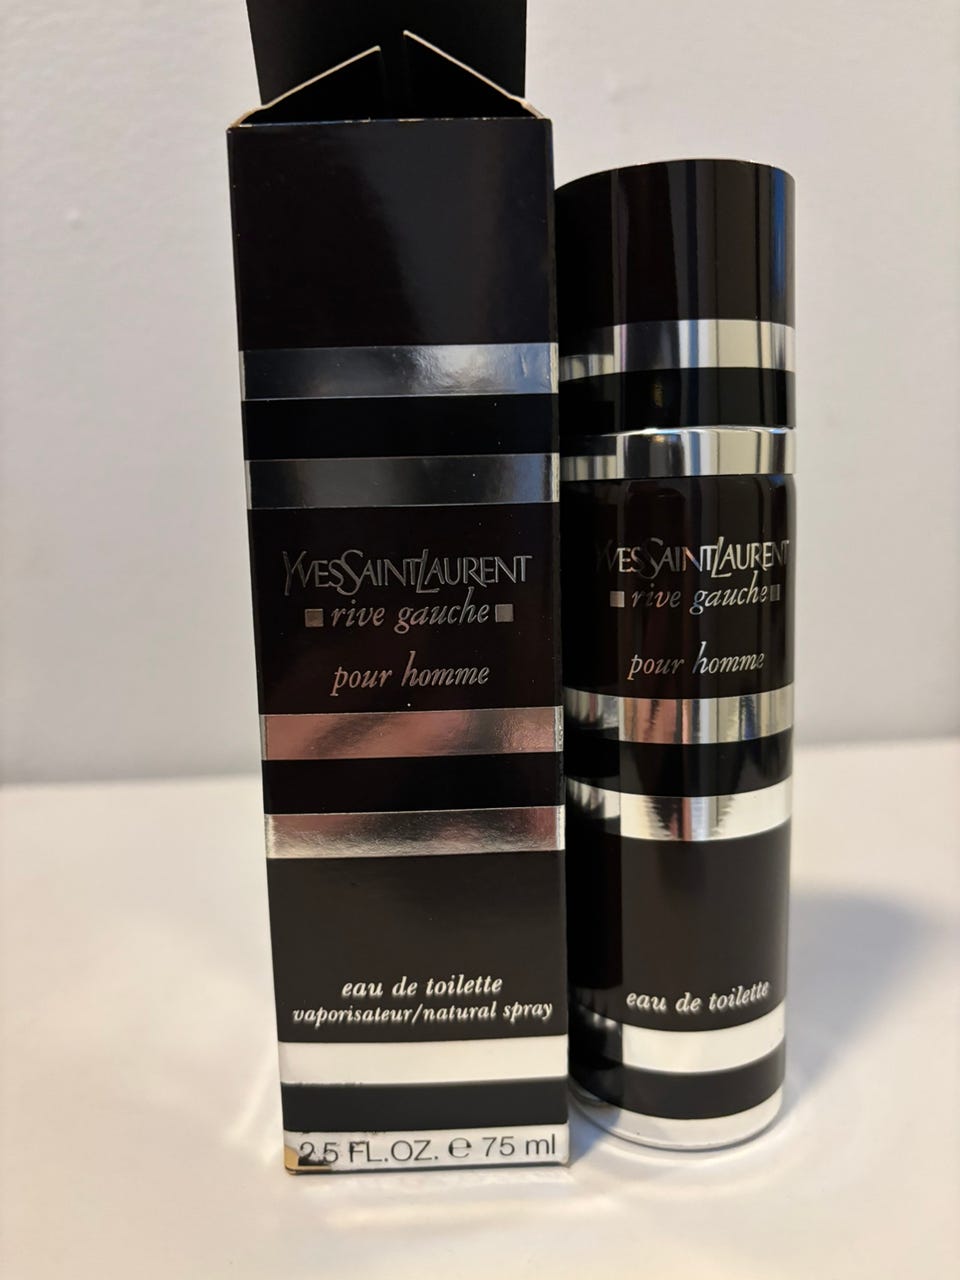 YVESSAINTLAURENT
rive gauche
pour homme
eau de toilette
vaporisateur/natural spray
2.5 FL.OZ. ℮ 75 ml
YVESSAINTLAURENT
rive gauche
pour homme
eau de toilette